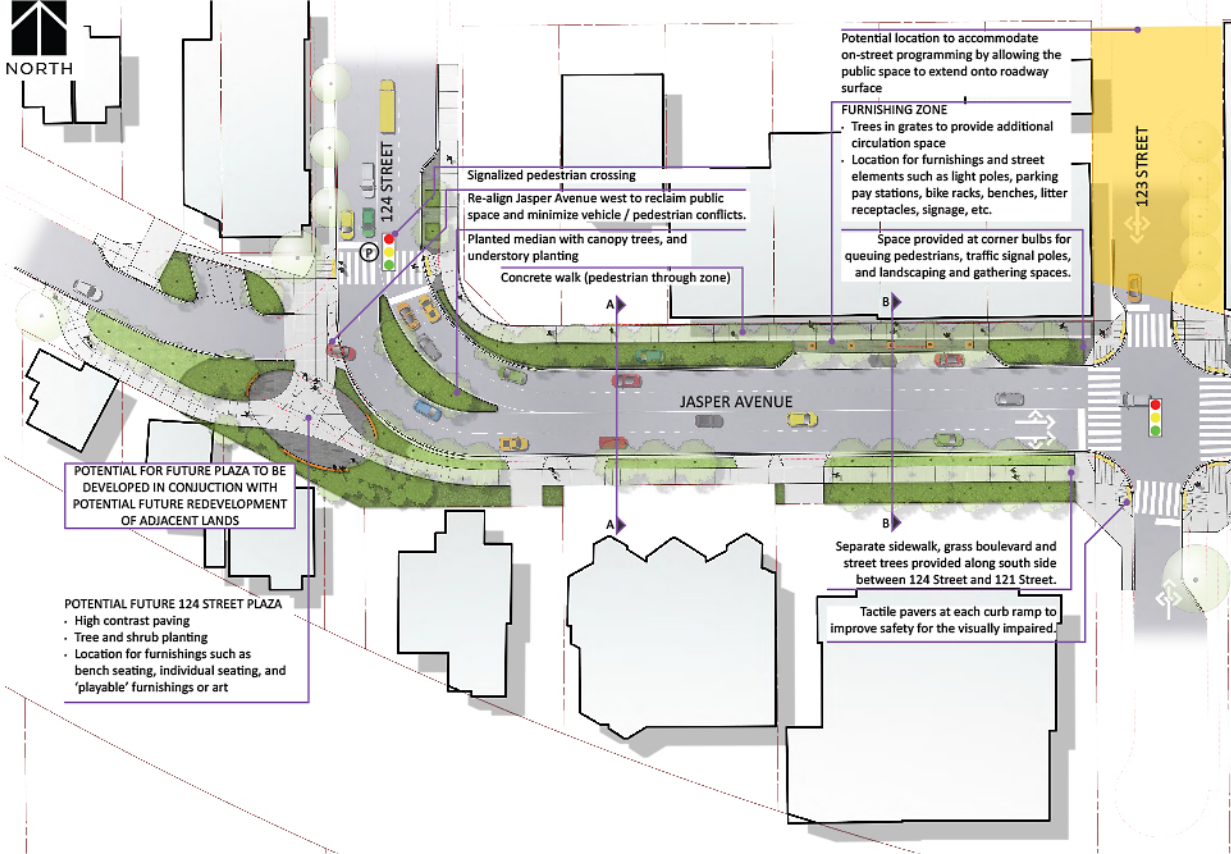 NORTH
124 STREET
P
Signalized pedestrian crossing
Re-align Jasper Avenue west to reclaim public
space and minimize vehicle / pedestrian conflicts.
Planted median with canopy trees, and
understory planting
Concrete walk (pedestrian through zone)
Potential location to accommodate
on-street programming by allowing the
public space to extend onto roadway
surface
FURNISHING ZONE
· Trees in grates to provide additional
circulation space
· Location for furnishings and street
elements such as light poles, parking
pay stations, bike racks, benches, litter
receptacles, signage, etc.
Space provided at corner bulbs for
queuing pedestrians, traffic signal poles,
and landscaping and gathering spaces.
123 STREET
A
B
JASPER AVENUE
A
B
POTENTIAL FOR FUTURE PLAZA TO BE
DEVELOPED IN CONJUCTION WITH
POTENTIAL FUTURE REDEVELOPMENT
OF ADJACENT LANDS
POTENTIAL FUTURE 124 STREET PLAZA
· High contrast paving
· Tree and shrub planting
· Location for furnishings such as
bench seating, individual seating, and
‘playable’ furnishings or art
Separate sidewalk, grass boulevard and
street trees provided along south side
between 124 Street and 121 Street.
Tactile pavers at each curb ramp to
improve safety for the visually impaired.